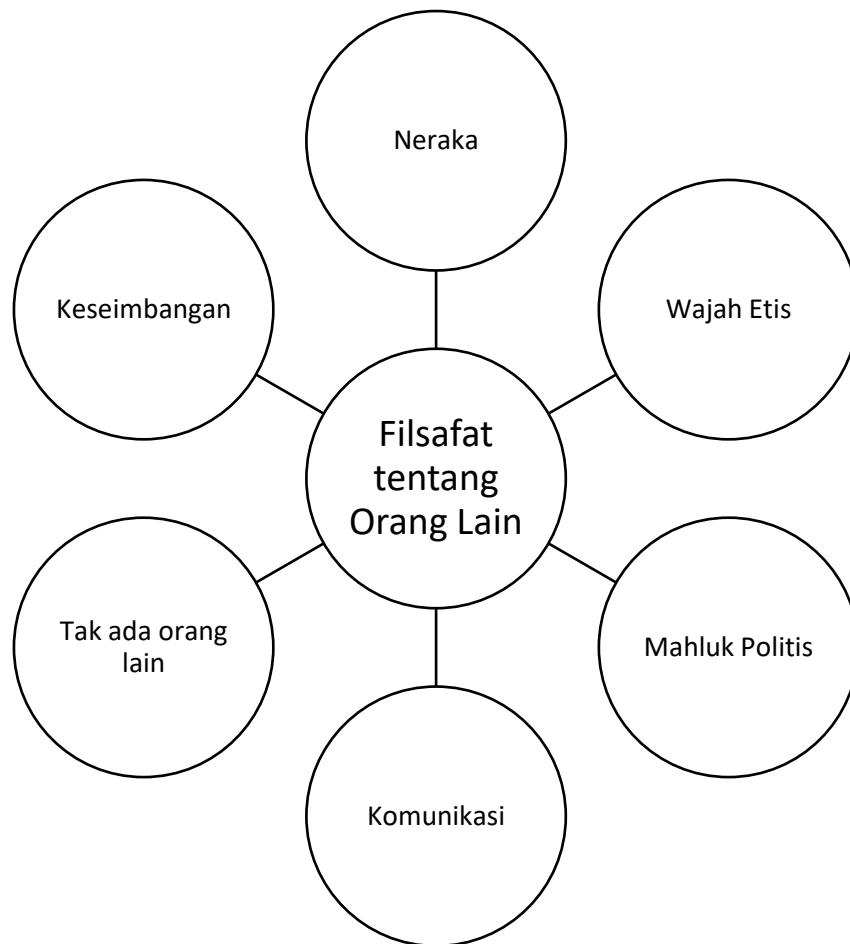 Neraka
Keseimbangan
Wajah Etis
Filsafat
tentang
Orang Lain
Tak ada orang
lain
Mahluk Politis
Komunikasi